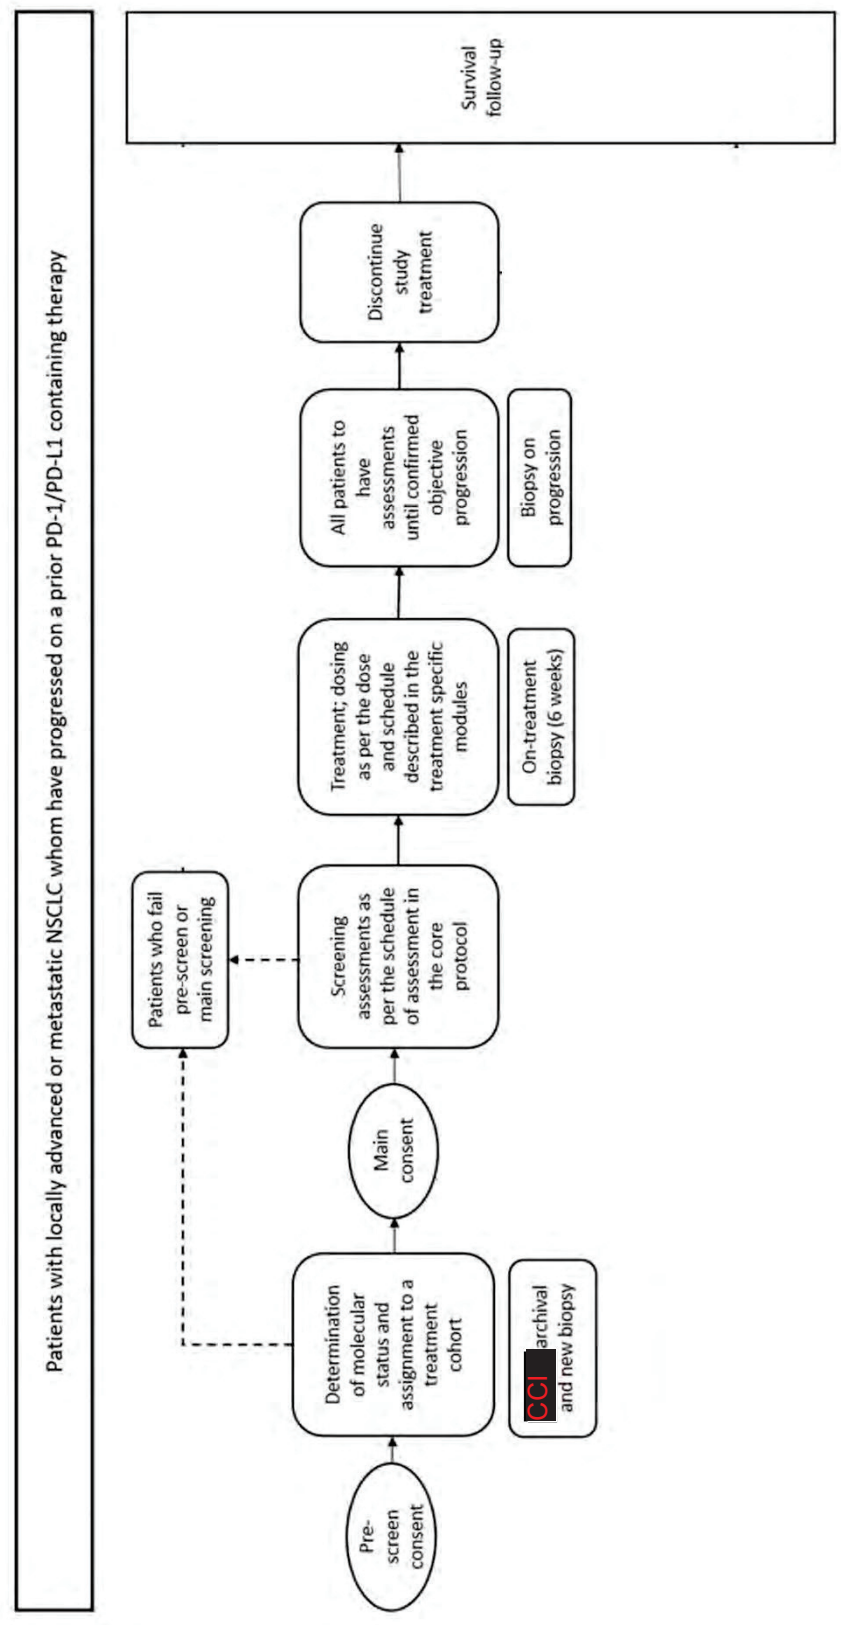 Patients with locally advanced or metastatic NSCLC whom have progressed on a prior PD-1/PD-L1 containing therapy
Pre-
screen
consent
Determination
of molecular
status and
assignment to a
treatment
cohort
CCI archival
and new biopsy
Main
consent
Patients who fail
pre-screen or
main screening
Screening
assessments as
per the schedule
of assessment in
the core
protocol
Treatment; dosing
as per the dose
and schedule
described in the
treatment specific
modules
On-treatment
biopsy (6 weeks)
All patients to
have
assessments
until confirmed
objective
progression
Biopsy on
progression
Discontinue
study
treatment
Survival
follow-up